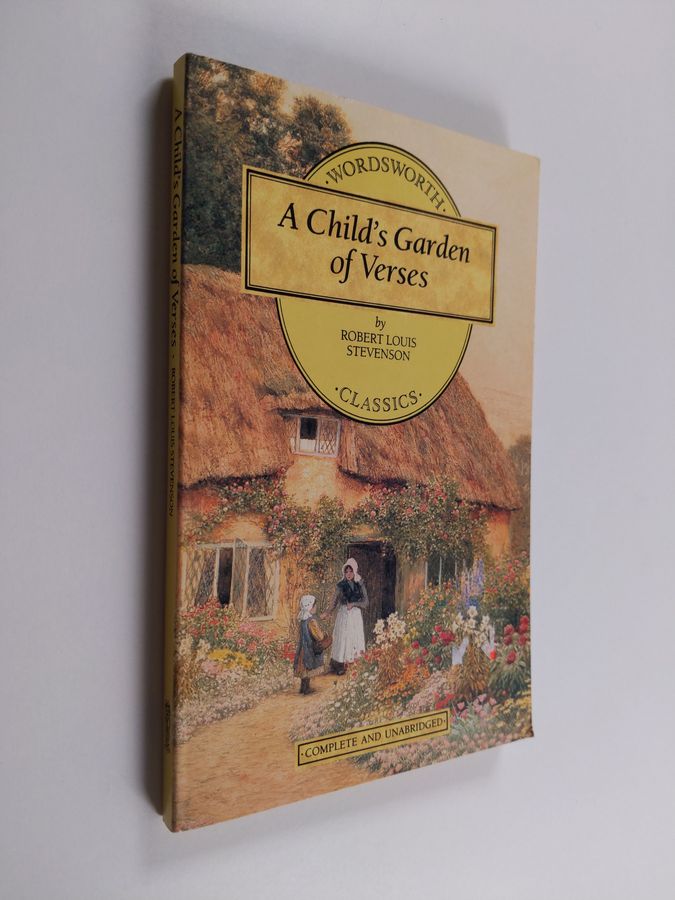 ·WORDSWORTH·
A Child's Garden
of Verses
by
ROBERT LOUIS
STEVENSON
·CLASSICS·
·COMPLETE AND UNABRIDGED·
A Child's Garden of Verses · ROBERT LOUIS STEVENSON